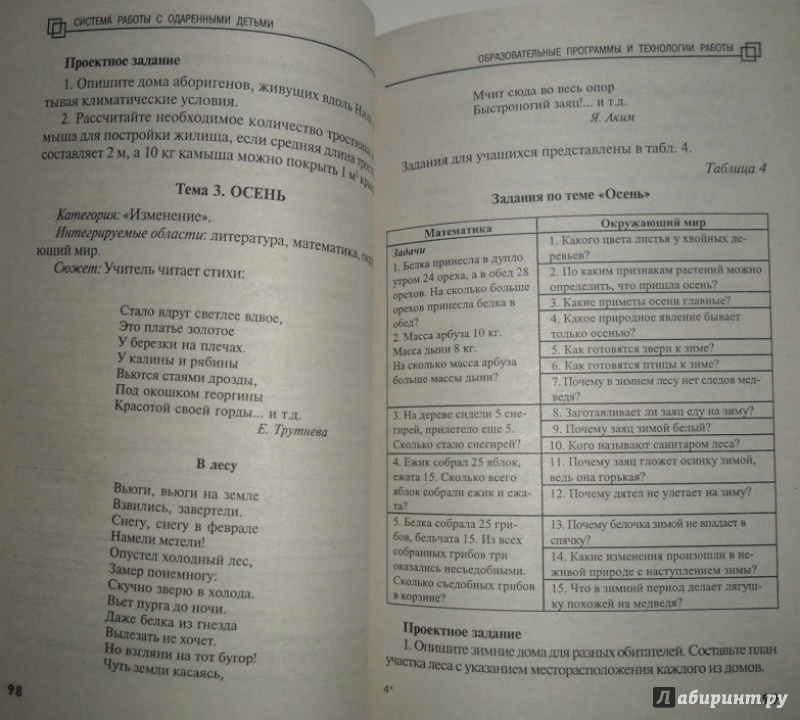 СИСТЕМА РАБОТЫ С ОДАРЕННЫМИ ДЕТЬМИ
Проектное задание
1. Опишите дома аборигенов, живущих вдоль Нила,
тывая климатические условия.
2. Рассчитайте необходимое количество тростника
мыша для постройки жилища, если средняя длина
составляет 2 м, а 10 кг камыша можно покрыть 1 м²
Тема 3. ОСЕНЬ
Категория: «Изменение».
Интегрируемые области: литература, математика,
ющий мир.
Сюжет: Учитель читает стихи:
Стало вдруг светлее вдвое,
Это платье золотое
У березки на плечах.
У калины и рябины
Вьются стаями дрозды,
Под окошком георгины
Красотой своей горды... и т.д.
Е. Трутнева
В лесу
Вьюги, вьюги на земле
Взвились, завертели.
Снегу, снегу в феврале
Намели метели!
Опустел холодный лес,
Замер понемногу:
Скучно зверю в холода.
Вьет пурга до ночи.
Даже белка из гнезда
Вылезать не хочет.
Но взгляни на тот бугор!
Чуть земли касаясь,
98
ОБРАЗОВАТЕЛЬНЫЕ ПРОГРАММЫ И ТЕХНОЛОГИИ РАБОТЫ
Мчит сюда во весь опор
Быстроногий заяц!... и т.д.
Я. Аким
Задания для учащихся представлены в табл. 4.
Таблица 4
Задания по теме «Осень»
Математика
Задачи
1. Белка принесла в дупло
утром 24 ореха, а в обед 28
орехов. На сколько больше
орехов принесла белка в
обед?
2. Масса арбуза 10 кг.
Масса дыни 8 кг.
На сколько масса арбуза
больше массы дыни?
3. На дереве сидели 5 сне-
гирей, прилетело еще 5.
Сколько стало снегирей?
4. Ежик собрал 25 яблок,
ежата 15. Сколько всего
яблок собрали ежик и ежа-
та?
5. Белка собрала 25 гри-
бов, бельчата 15. Из всех
собранных грибов три
оказались несъедобными.
Сколько съедобных грибов
в корзине?
Окружающий мир
1. Какого цвета листья у хвойных де-
ревьев?
2. По каким признакам растений можно
определить, что пришла осень?
3. Какие приметы осени главные?
4. Какое природное явление бывает
только осенью?
5. Как готовятся звери к зиме?
6. Как готовятся птицы к зиме?
7. Почему в зимнем лесу нет следов мед-
ведя?
8. Заготавливает ли заяц еду на зиму?
9. Почему заяц зимой белый?
10. Кого называют санитаром леса?
11. Почему заяц гложет осинку зимой,
ведь она горькая?
12. Почему дятел не улетает на зиму?
13. Почему белочка зимой не впадает в
спячку?
14. Какие изменения произошли в не-
живой природе с наступлением зимы?
15. Что в зимний период делает лягуш-
ку похожей на медведя?
Проектное задание
1. Опишите зимние дома для разных обитателей. Составьте план
участка леса с указанием месторасположения каждого из домов.
4*
Лабиринт.ру